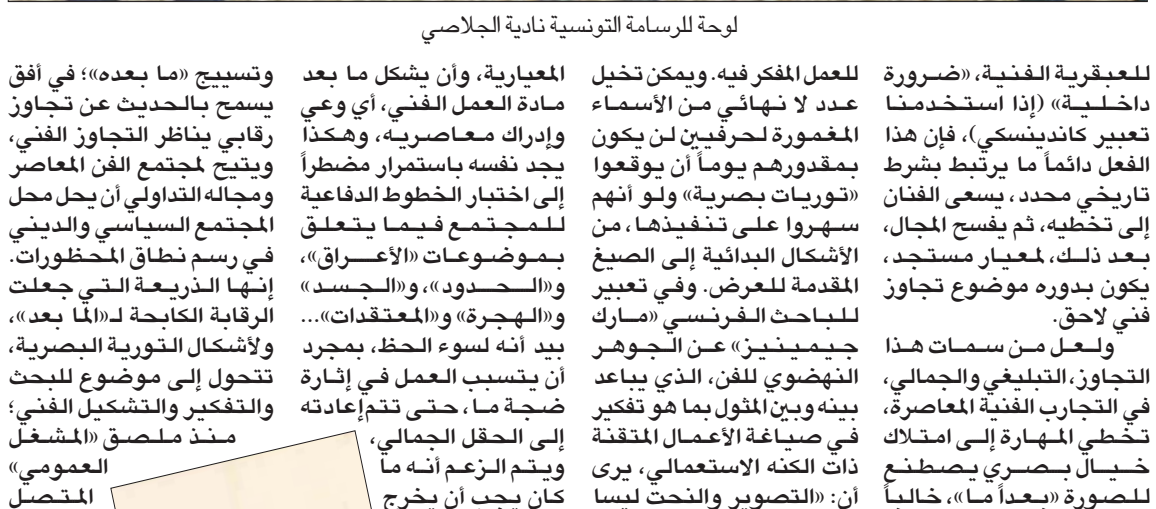 لوحة للرسامة التونسية نادية الجلاصي
للعبقرية الفنية، «ضرورة
داخلية» (إذا استخدمنا
تعبير كاندينسكي)، فإن هذا
الفعل دائماً ما يرتبط بشرط
تاريخي محدد، يسعى الفنان
إلى تخطيه، ثم يفسح المجال،
بعد ذلك، لمعيار مستجد،
يكون بدوره موضوع تجاوز
فني لاحق.
ولعل من سمات هذا
التجاوز، التبليغي والجمالي،
في التجارب الفنية المعاصرة،
تخطي المهارة إلى امتلاك
خيال بصري يصطنع
للصورة «بعداً ما»، خالباً
للعمل المفكر فيه. ويمكن تخيل
عدد لا نهائي من الأسماء
المغمورة لحرفيين لن يكون
بمقدورهم يوماً أن يوقعوا
«توريات بصرية» ولو أنهم
سهروا على تنفيذها، من
الأشكال البدائية إلى الصيغ
المقدمة للعرض. وفي تعبير
للباحث الفرنسي «مارك
جيمينيز» عن الجوهر
النهضوي للفن، الذي يباعد
بينه وبين المثول بما هو تفكير
في صياغة الأعمال المتقنة
ذات الكنه الاستعمالي، يرى
أن: «التصوير والنحت ليسا
المعيارية، وأن يشكل ما بعد
مادة العمل الفني، أي وعي
وإدراك معاصريه، وهكذا
يجد نفسه باستمرار مضطراً
إلى اختبار الخطوط الدفاعية
للمجتمع فيما يتعلق
بموضوعات «الأعراق»،
و«الحدود»، و«الجسد»
و«الهجرة» و«المعتقدات»...
بيد أنه لسوء الحظ، بمجرد
أن يتسبب العمل في إثارة
ضجة ما، حتى تتم إعادته
إلى الحقل الجمالي،
ويتم الزعم أنه ما
كان يجب أن يخرج
وتسييج «ما بعده»؛ في أفق
يسمح بالحديث عن تجاوز
رقابي يناظر التجاوز الفني،
ويتيح لمجتمع الفن المعاصر
ومجاله التداولي أن يحل محل
المجتمع السياسي والديني
في رسم نطاق المحظورات.
إنها الذريعة التي جعلت
الرقابة الكابحة لـ«الما بعد»،
ولأشكال التورية البصرية،
تتحول إلى موضوع للبحث
والتفكير والتشكيل الفني؛
منذ ملصق «المشغل
العمومي»
المتصل